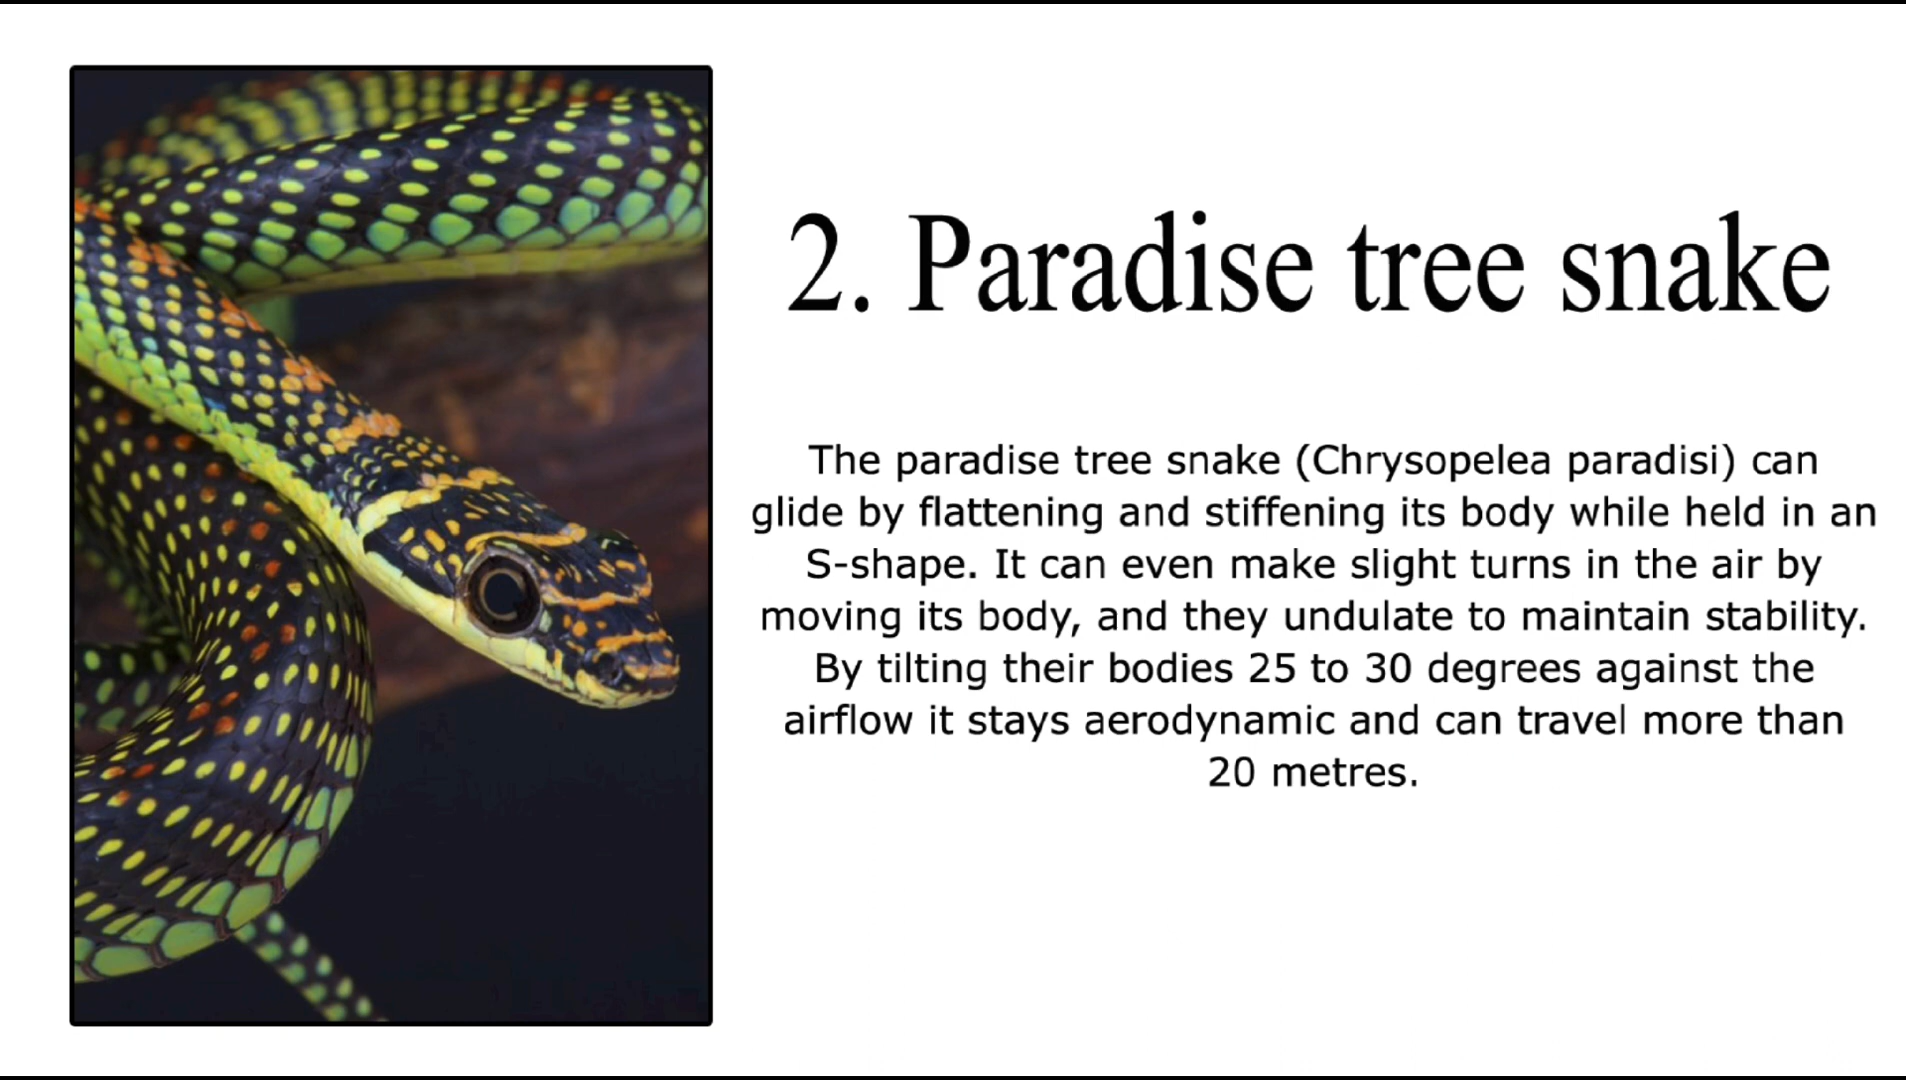 2. Paradise tree snake
The paradise tree snake (Chrysopelea paradisi) can
glide by flattening and stiffening its body while held in an
S-shape. It can even make slight turns in the air by
moving its body, and they undulate to maintain stability.
By tilting their bodies 25 to 30 degrees against the
airflow it stays aerodynamic and can travel more than
20 metres.